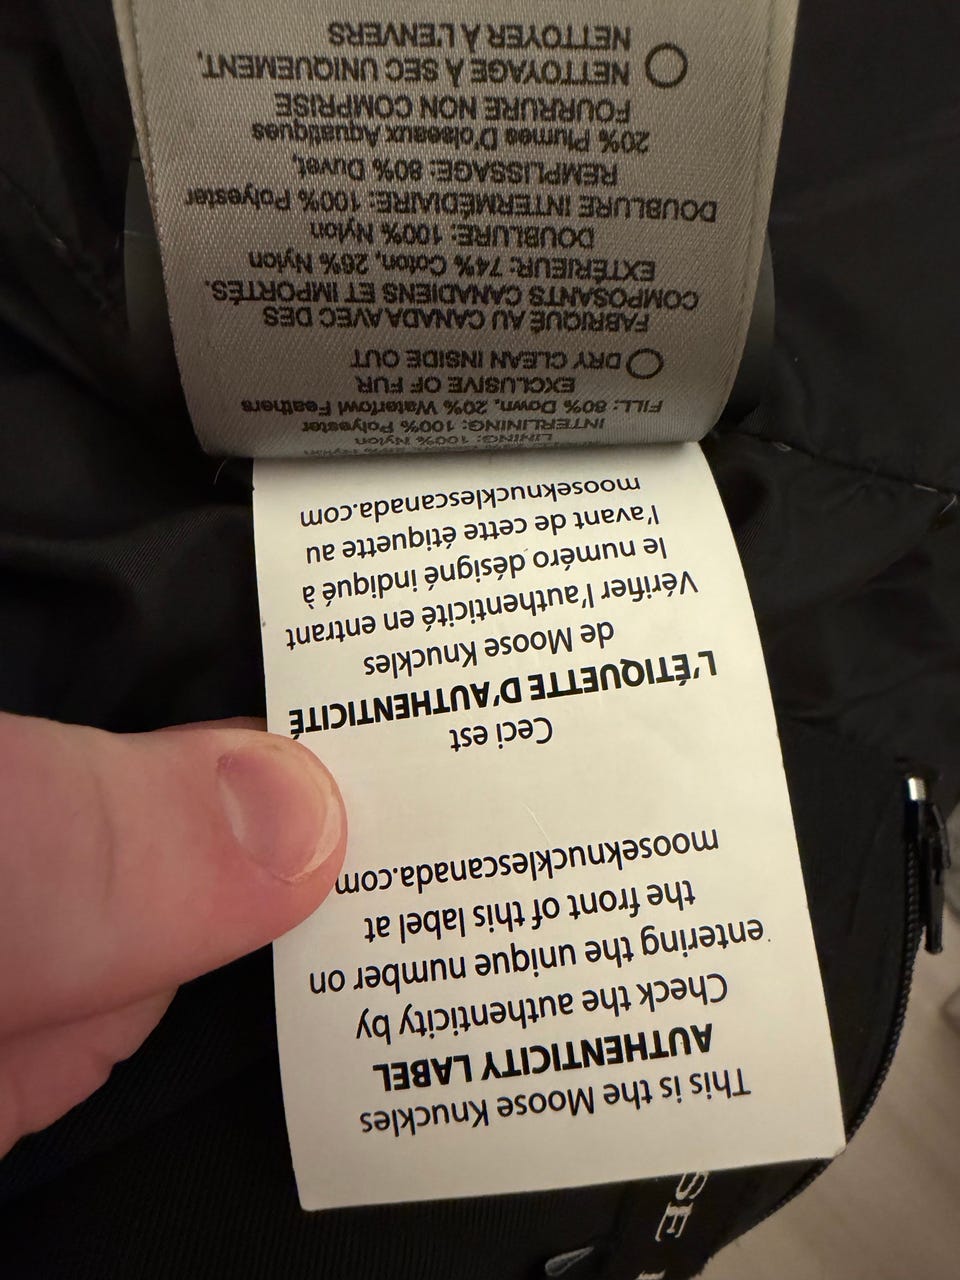 This is the Moose Knuckles
AUTHENTICITY LABEL
Check the authenticity by
entering the unique number on
the front of this label at
mooseknucklescanada.com
Ceci est
L'ÉTIQUETTE D'AUTHENTICITÉ
de Moose Knuckles
Vérifier l'authenticité en entrant
le numéro désigné indiqué à
l'avant de cette étiquette au
mooseknucklescanada.com
LINING: 100% Nylon
INTERLINING: 100% Polyester
FILL: 80% Down, 20% Waterfowl Feathers
EXCLUSIVE OF FUR
DRY CLEAN INSIDE OUT
FABRIQUÉ AU CANADA AVEC DES
COMPOSANTS CANADIENS ET IMPORTÉS.
EXTÉRIEUR: 74% Coton, 26% Nylon
DOUBLURE: 100% Nylon
DOUBLURE INTERMÉDIAIRE: 100% Polyester
REMPLISSAGE: 80% Duvet,
20% Plumes D'oiseaux Aquatiques
FOURRURE NON COMPRISE
NETTOYAGE À SEC UNIQUEMENT,
NETTOYER À L'ENVERS